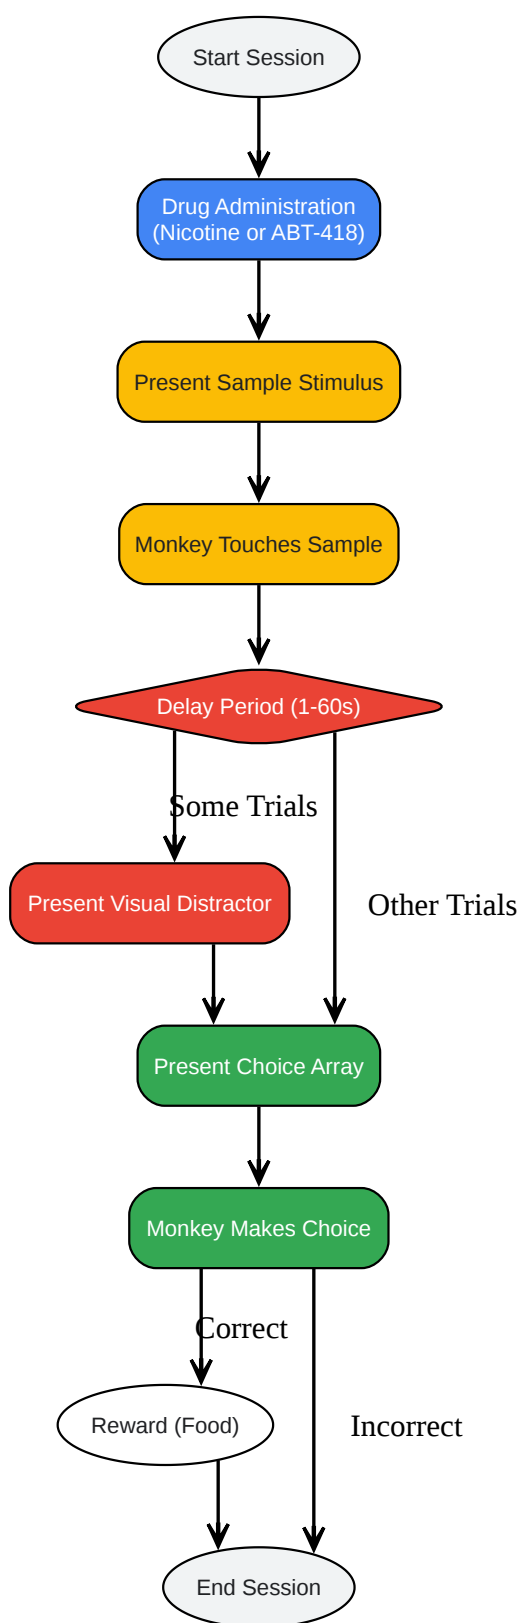 Start Session
Drug Administration
(Nicotine or ABT-418)
Present Sample Stimulus
Monkey Touches Sample
Delay Period (1-60s)
Some Trials
Present Visual Distractor
Other Trials
Present Choice Array
Monkey Makes Choice
Correct
Reward (Food)
Incorrect
End Session